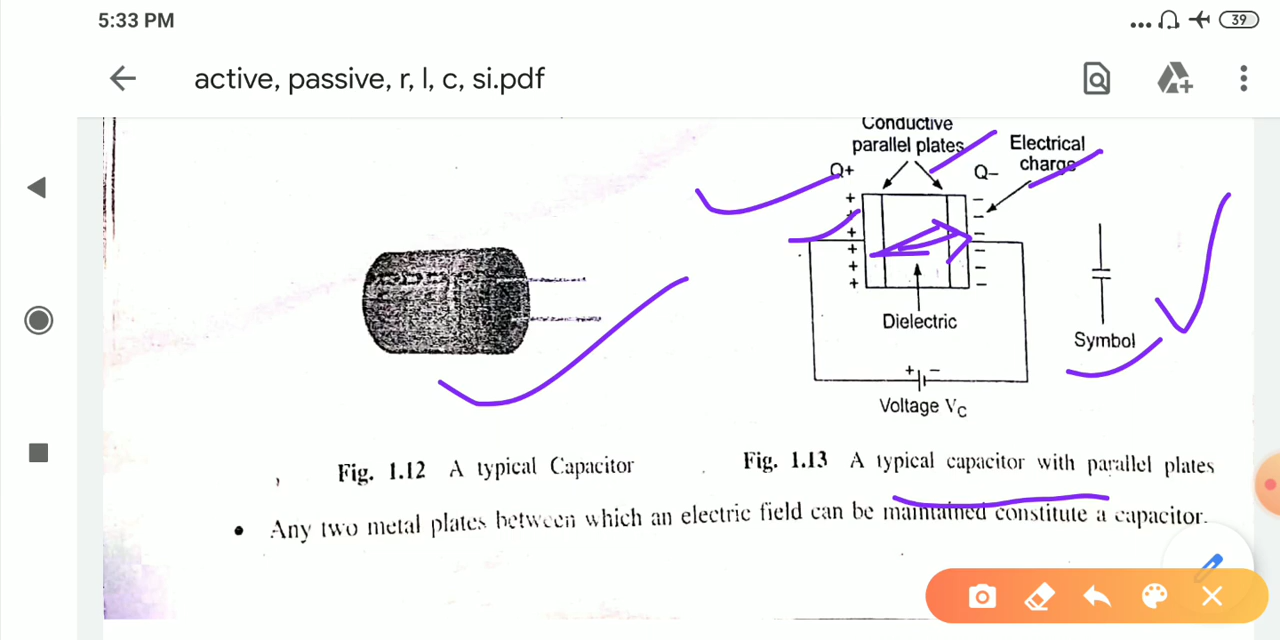 5:33 PM
39
active, passive, r, l, c, si.pdf
Conductive
parallel plates
Electrical
charge
Q+
Q–
Dielectric
Symbol
+ –
Voltage VC
Fig. 1.12 A typical Capacitor
Fig. 1.13 A typical capacitor with parallel plates
• Any two metal plates between which an electric field can be maintained constitute a capacitor.